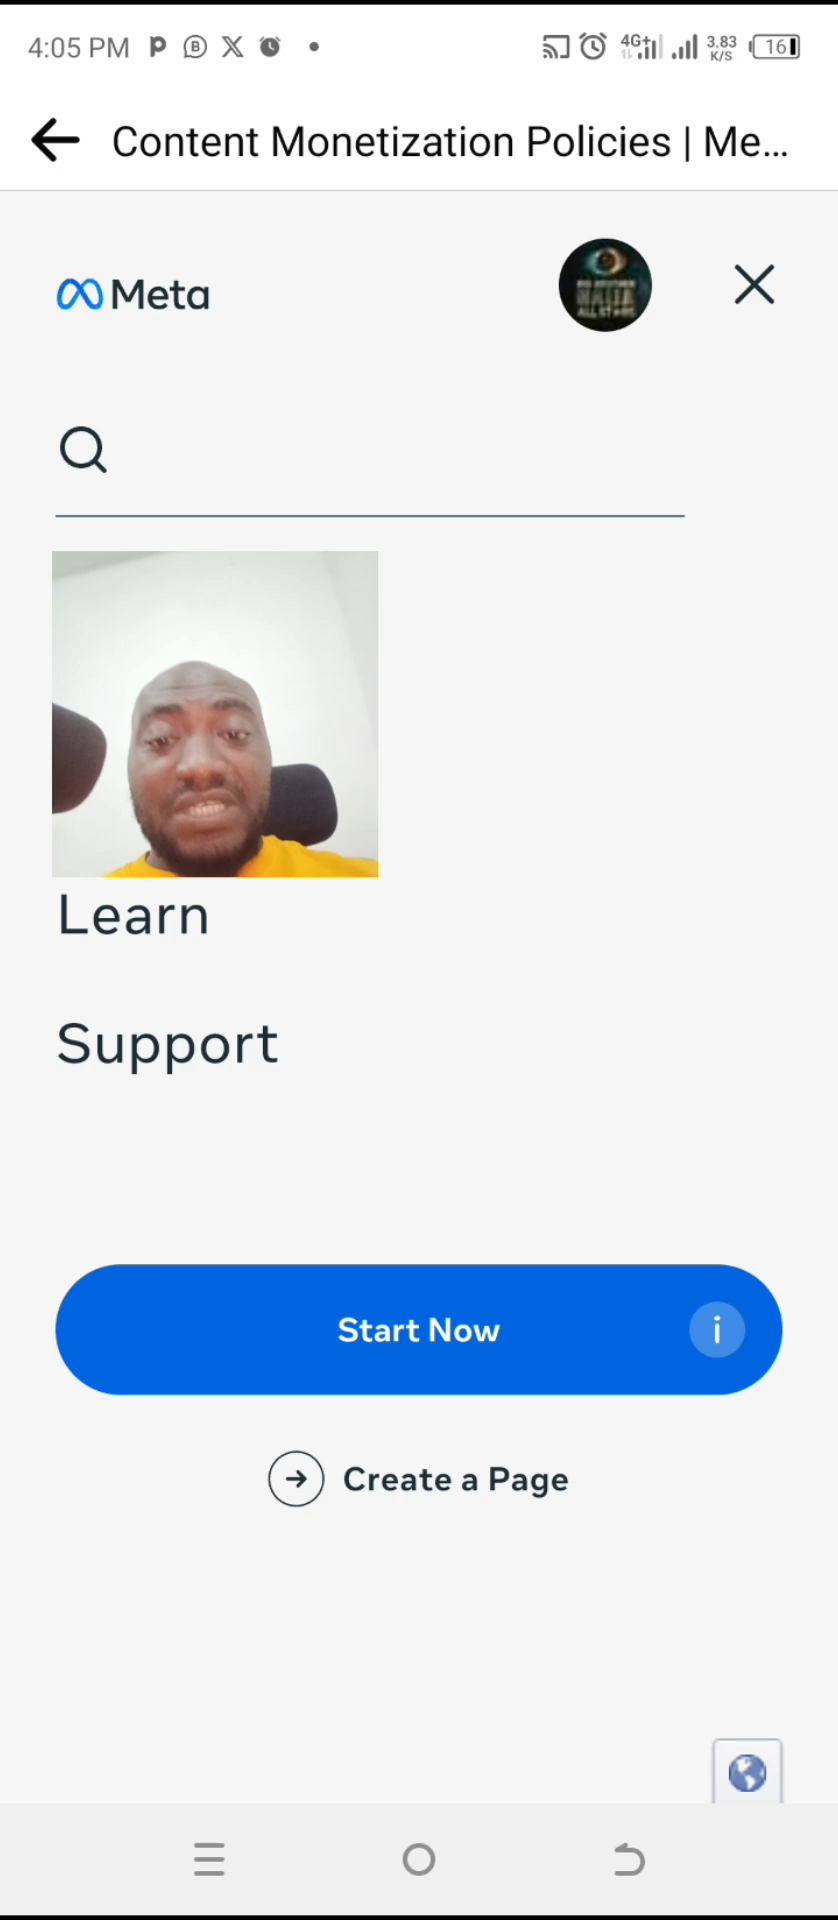 4:05 PM
4G+
3.83
K/S
16
Content Monetization Policies | Me...
Meta
Learn
Support
Start Now
i
Create a Page